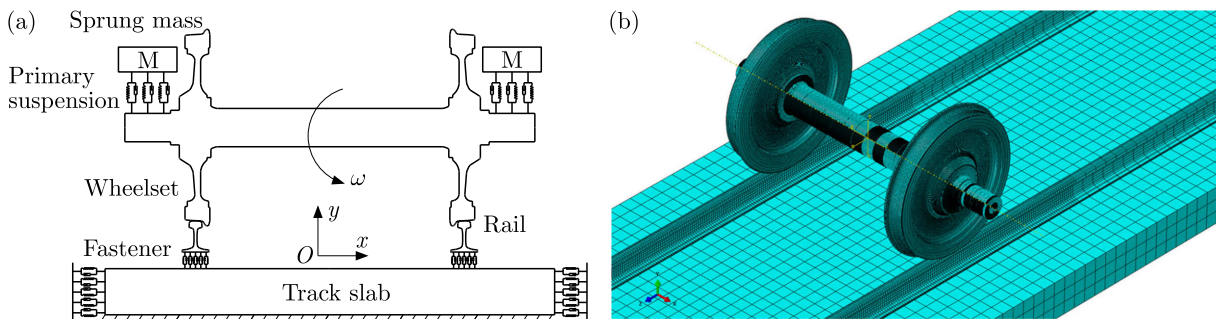 (a)
Sprung mass
M
M
Primary
suspension
Wheelset
ω
y
Rail
Fastener
O
x
Track slab
(b)